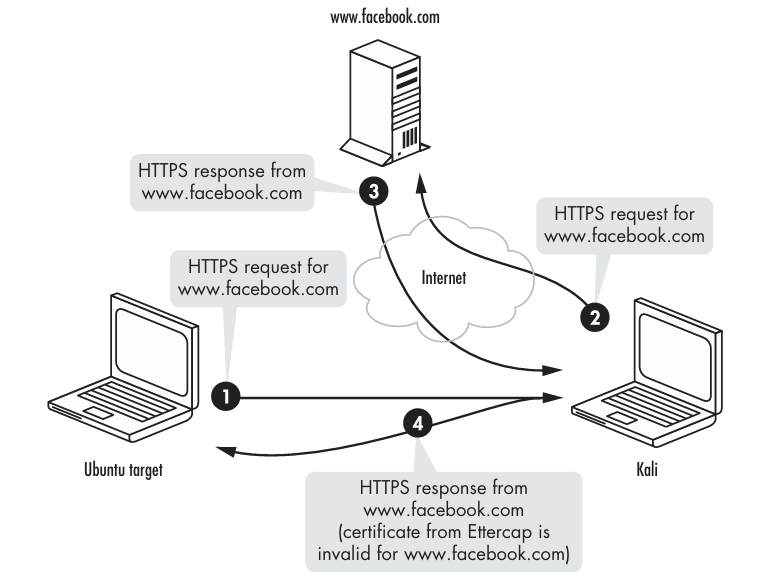 www.facebook.com
HTTPS response from
www.facebook.com
3
HTTPS request for
www.facebook.com
HTTPS request for
www.facebook.com
Internet
2
1
4
Ubuntu target
Kali
HTTPS response from
www.facebook.com
(certificate from Ettercap is
invalid for www.facebook.com)